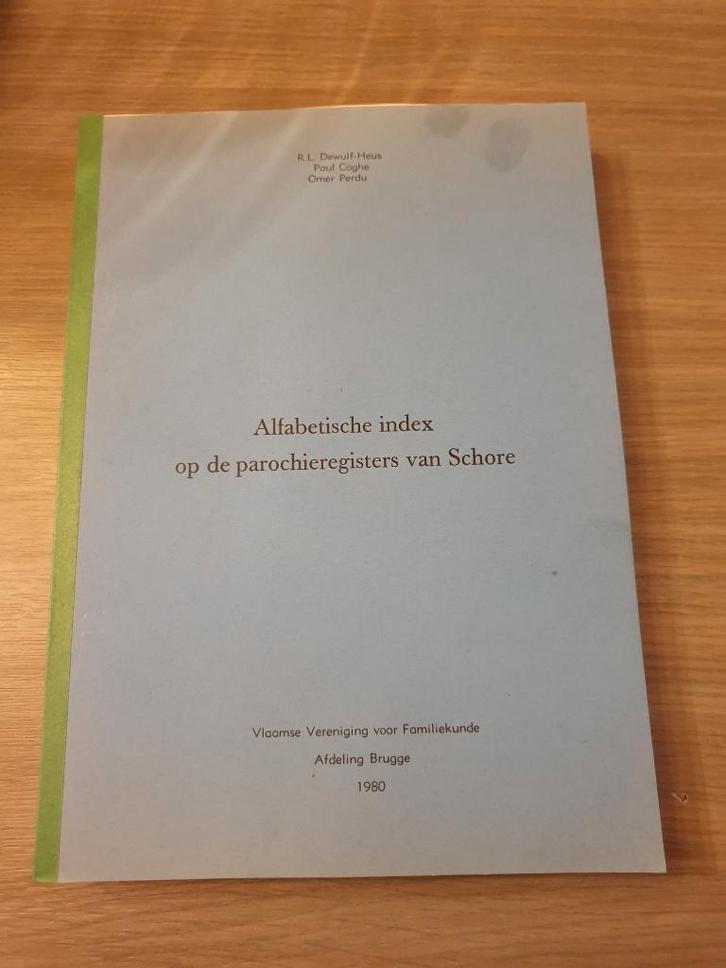 R.L. Dewulf-Heus
Paul Coghe
Omer Perdu
Alfabetische index
op de parochieregisters van Schore
Vlaamse Vereniging voor Familiekunde
Afdeling Brugge
1980